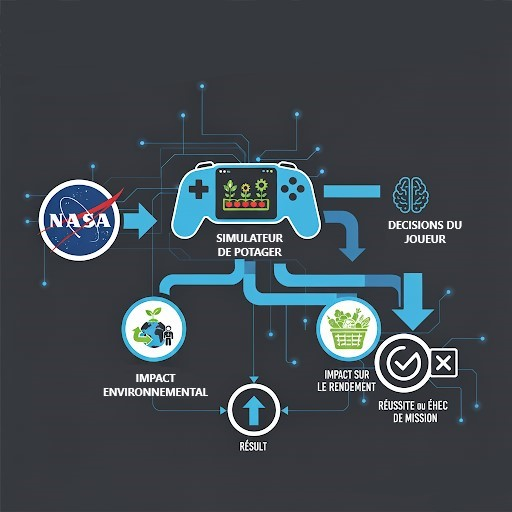 NASA
SIMULATEUR
DE POTAGER
DECISIONS DU
JOUEUR
IMPACT
ENVIRONNEMENTAL
IMPACT SUR
LE RENDEMENT
RÉUSSITE ou ÉHEC
DE MISSION
RÉSULT